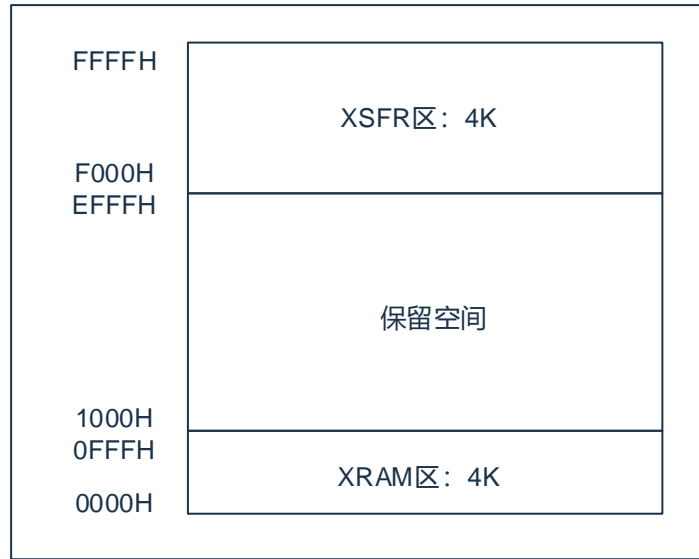 FFFFH
XSFR区：4K
F000H
EFFFH
保留空间
1000H
0FFFH
XRAM区：4K
0000H